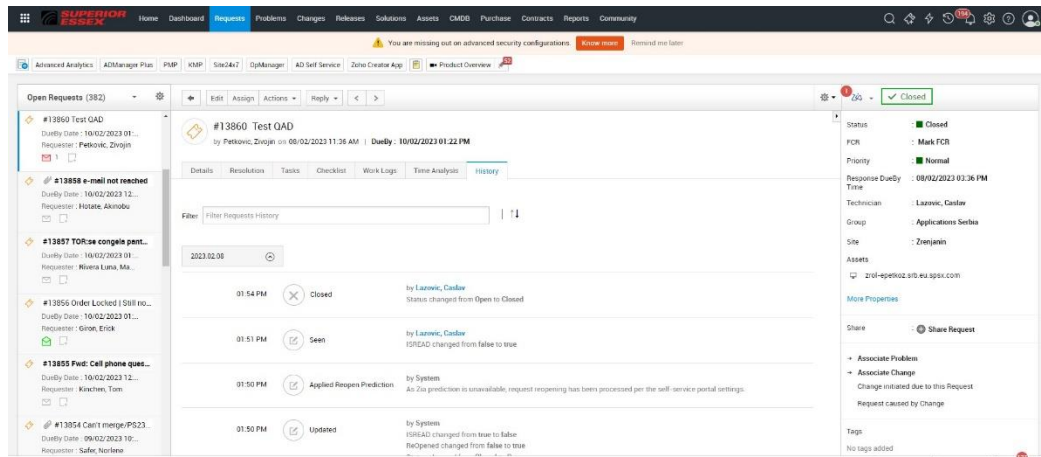 SUPERIOR ESSEX
Home Dashboard Requests Problems Changes Releases Solutions Assets CMDB Purchase Contracts Reports Community
You are missing out on advanced security configurations. Know more Remind me later
Advanced Analytics ADManager Plus PMP KMP Site24x7 OpManager AD Self Service Zoho Creator App Product Overview
Open Requests (382)
#13860 Test QAD
DueBy Date : 10/02/2023 01:...
Requester : Petkovic, Zivojin
1
#13858 e-mail not reached
DueBy Date : 10/02/2023 12:...
Requester : Hotate, Akinobu
#13857 TOR:se congela pant...
DueBy Date : 10/02/2023 01:...
Requester : Rivera Luna, Ma...
#13856 Order Locked | Still no...
DueBy Date : 10/02/2023 01:...
Requester : Giron, Erick
#13855 Fwd: Cell phone ques...
DueBy Date : 10/02/2023 12:...
Requester : Kinchen, Tom
#13854 Can't merge/PS23...
DueBy Date : 09/02/2023 10:...
Requester : Safer, Norlene
Edit Assign Actions Reply < >
#13860 Test QAD
by Petkovic, Zivojin on 08/02/2023 11:36 AM | DueBy : 10/02/2023 01:22 PM
Details Resolution Tasks Checklist Work Logs Time Analysis History
Filter Filter Requests History
2023.02.08
01:54 PM Closed by Lazovic, Caslav
Status changed from Open to Closed
01:51 PM Seen by Lazovic, Caslav
ISREAD changed from false to true
01:50 PM Applied Reopen Prediction by System
As Zia prediction is unavailable, request reopening has been processed per the self-service portal settings.
01:50 PM Updated by System
ISREAD changed from true to false
ReOpened changed from false to true
1
Closed
Status : Closed
FCR : Mark FCR
Priority : Normal
Response DueBy Time : 08/02/2023 03:36 PM
Technician : Lazovic, Caslav
Group : Applications Serbia
Site : Zrenjanin
Assets
zrol-epetkoz.srb.eu.spsx.com
More Properties
Share : Share Request
Associate Problem
Associate Change
Change initiated due to this Request
Request caused by Change
Tags
No tags added